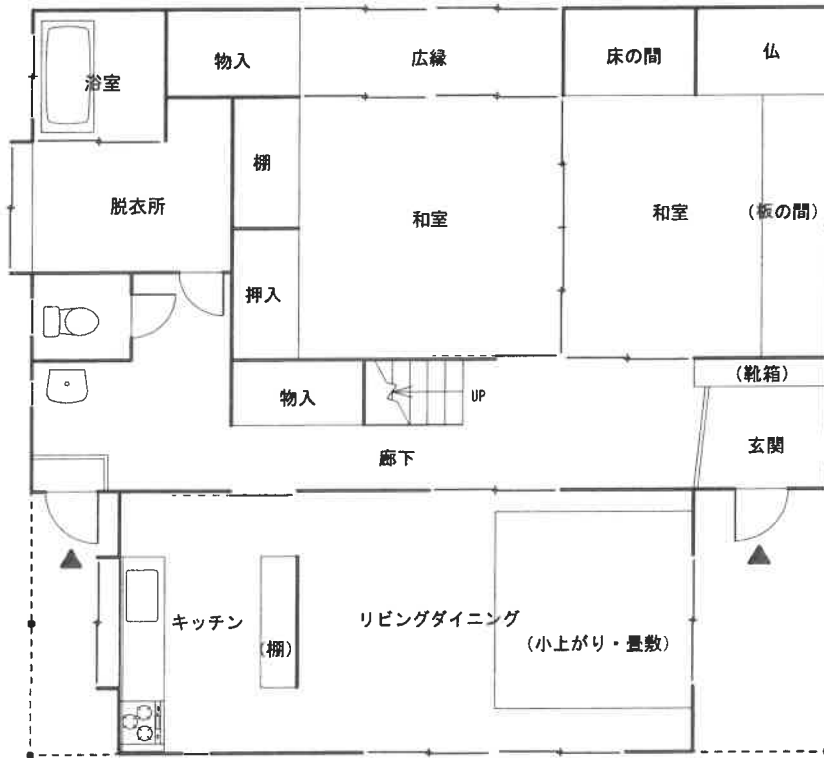 物入
広縁
床の間
仏
浴室
棚
脱衣所
和室
和室
(板の間)
押入
物入
UP
(靴箱)
廊下
玄関
キッチン
リビングダイニング
(棚)
(小上がり・畳敷)